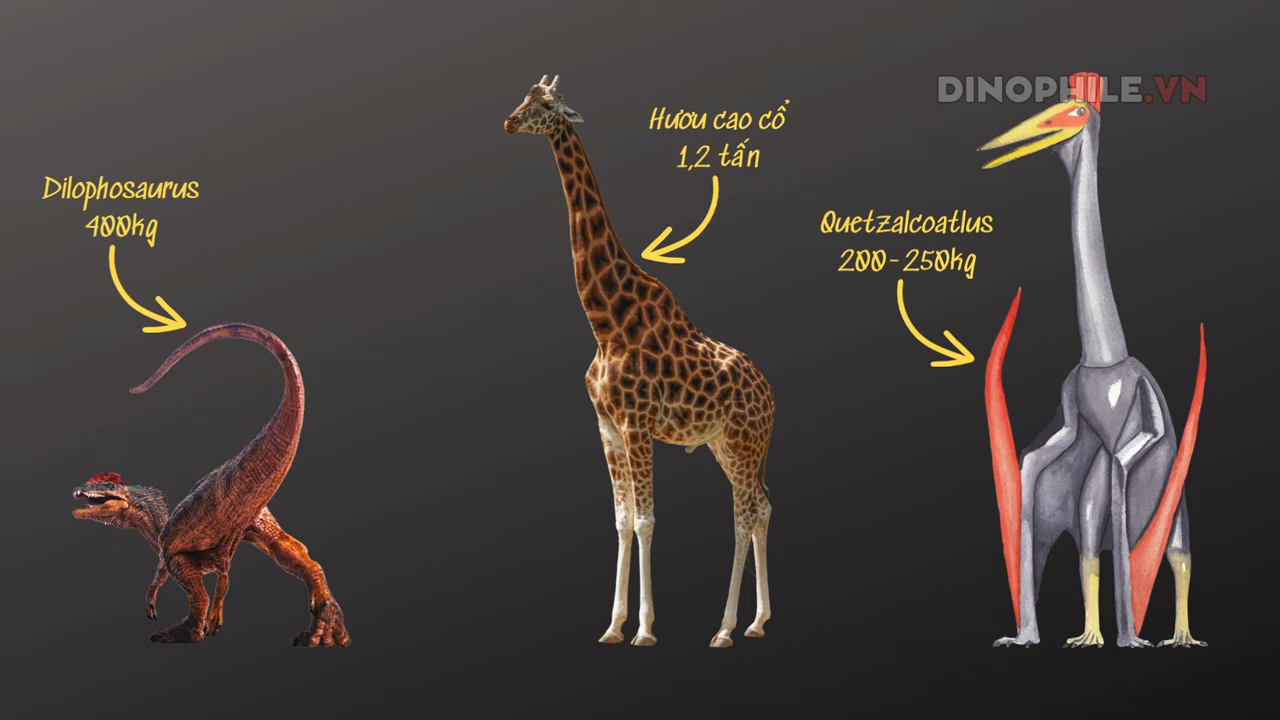 DINOPHILE.VN
Hươu cao cổ
1,2 tấn
Dilophosaurus
400kg
Quetzalcoatlus
200-250kg